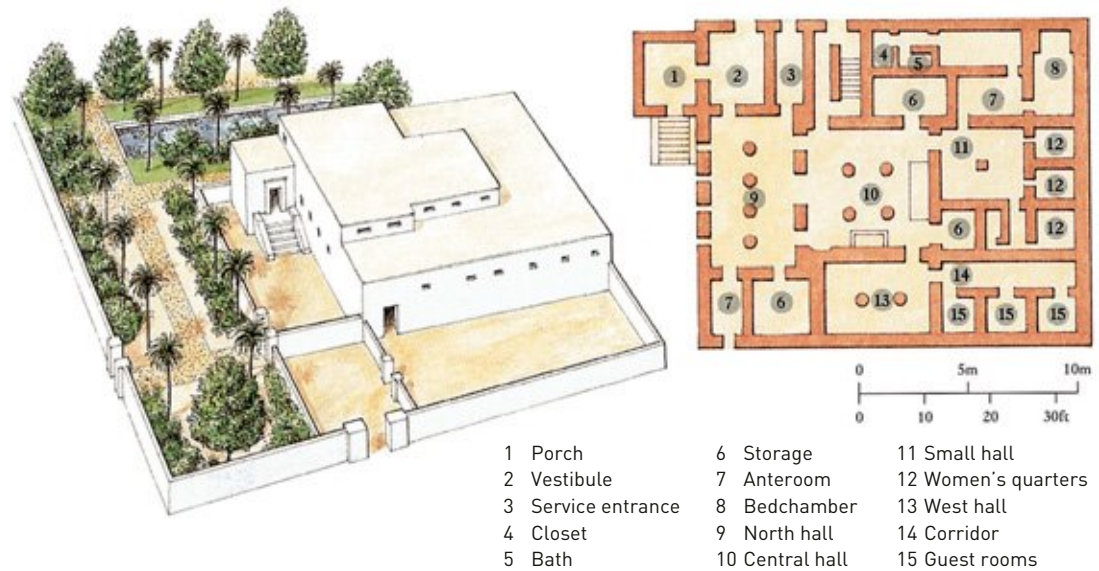 1 2 3 4 5 8
6 7
11 12
9 10 12
6 12
14
7 6 13 15 15 15
0 5m 10m
0 10 20 30ft
1 Porch
2 Vestibule
3 Service entrance
4 Closet
5 Bath
6 Storage
7 Anteroom
8 Bedchamber
9 North hall
10 Central hall
11 Small hall
12 Women’s quarters
13 West hall
14 Corridor
15 Guest rooms